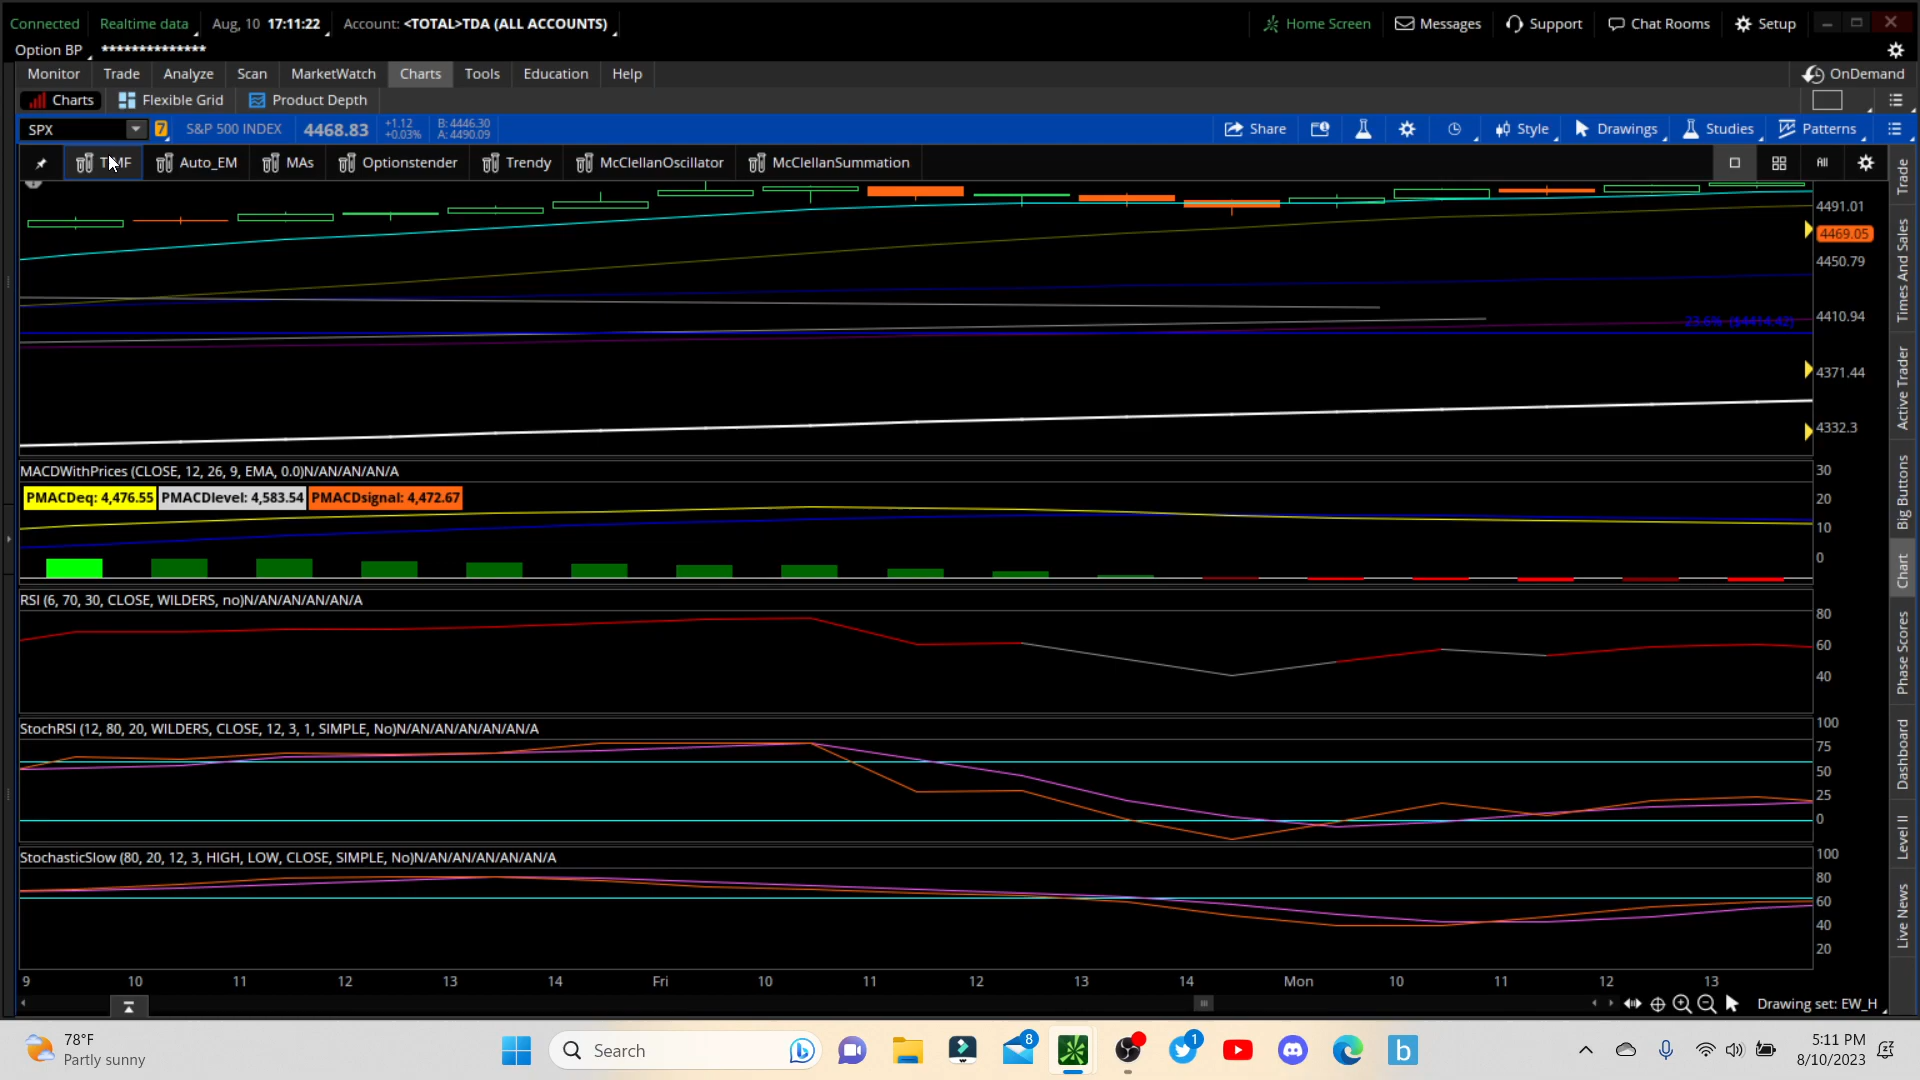 Connected Realtime data Aug, 10 17:11:22 Account: <TOTAL>TDA (ALL ACCOUNTS) Home Screen Messages Support Chat Rooms Setup
Option BP **************
Monitor Trade Analyze Scan MarketWatch Charts Tools Education Help OnDemand
Charts Flexible Grid Product Depth
SPX 7 S&P 500 INDEX 4468.83 +1.12 B: 4446.30 Share Style Drawings Studies Patterns
+0.03% A: 4490.09
Auto_EM MAs Optionstender Trendy McClellanOscillator McClellanSummation All
4491.01
4469.05
4450.79
4410.94
23.6% ($4414.42)
4371.44
4332.3
MACDWithPrices (CLOSE, 12, 26, 9, EMA, 0.0)N/AN/AN/AN/A
PMACDeq: 4,476.55 PMACDlevel: 4,583.54 PMACDsignal: 4,472.67
30
20
10
0
RSI (6, 70, 30, CLOSE, WILDERS, no)N/AN/AN/AN/AN/A
80
60
40
StochRSI (12, 80, 20, WILDERS, CLOSE, 12, 3, 1, SIMPLE, No)N/AN/AN/AN/AN/AN/A
100
75
50
25
0
StochasticSlow (80, 20, 12, 3, HIGH, LOW, CLOSE, SIMPLE, No)N/AN/AN/AN/AN/AN/A
100
80
60
40
20
9 10 11 12 13 14 Fri 10 11 12 13 14 Mon 10 11 12 13
Drawing set: EW_H
Trade
Times And Sales
Active Trader
Big Buttons
Chart
Phase Scores
Dashboard
Level II
Live News
78°F
Partly sunny
Search
8
1
5:11 PM
8/10/2023